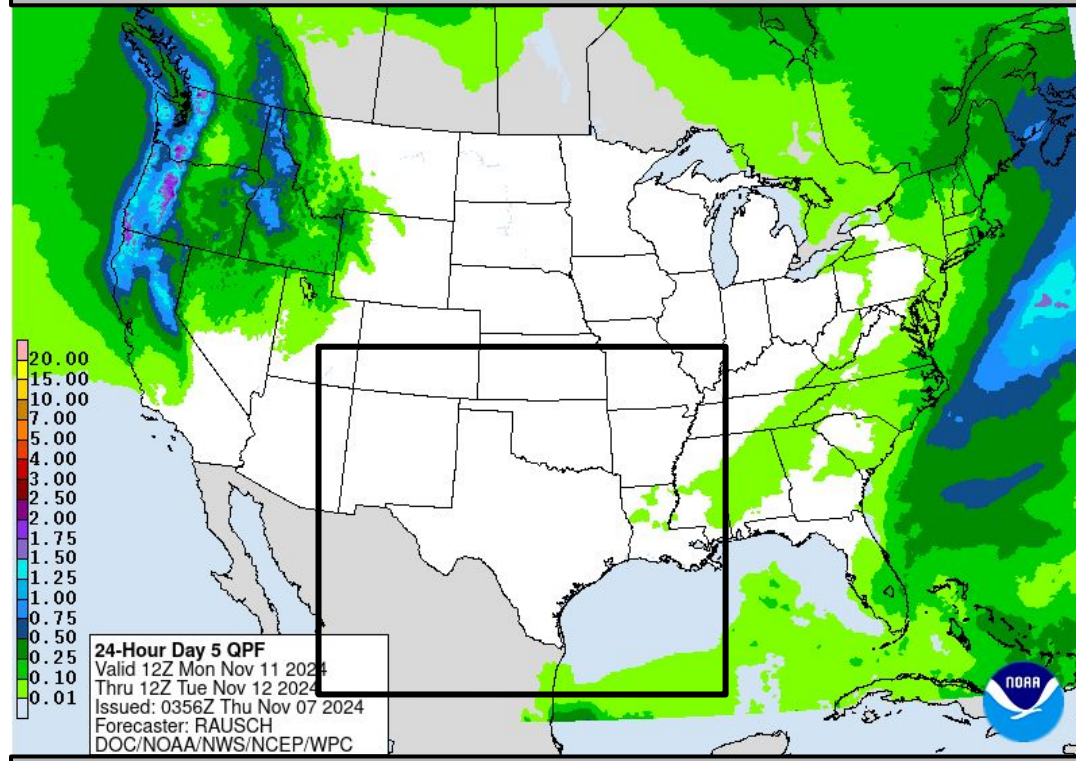 20.00
15.00
10.00
7.00
5.00
4.00
3.00
2.50
2.00
1.75
1.50
1.25
1.00
0.75
0.50
0.25
0.10
0.01
24-Hour Day 5 QPF
Valid 12Z Mon Nov 11 2024
Thru 12Z Tue Nov 12 2024
Issued: 0356Z Thu Nov 07 2024
Forecaster: RAUSCH
DOC/NOAA/NWS/NCEP/WPC
NOAA